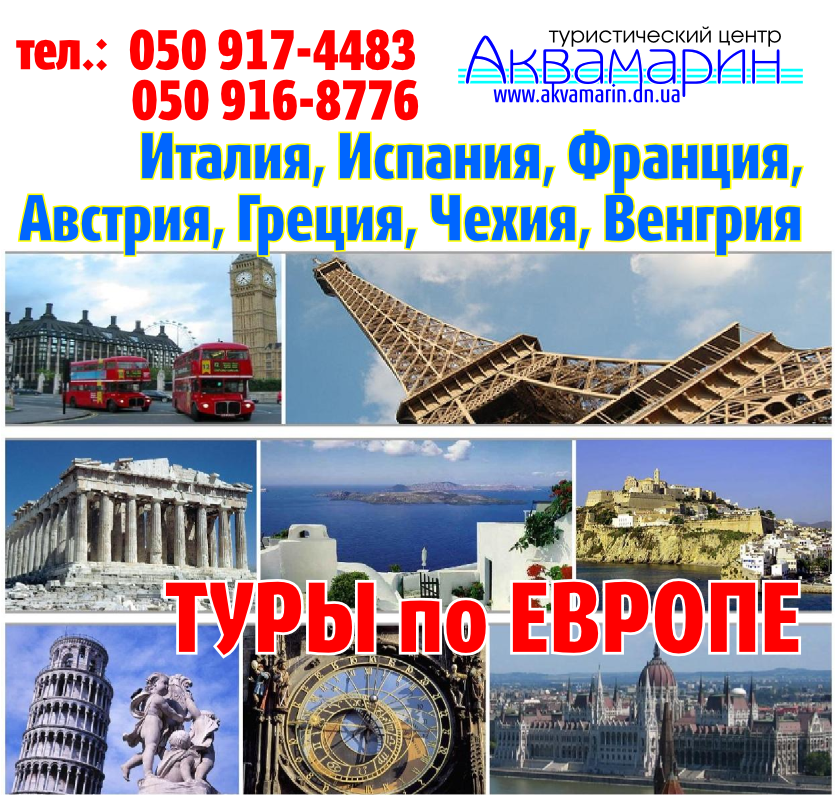 тел.: 050 917-4483
050 916-8776
туристический центр
Аквамарин
www.akvamarin.dn.ua
Италия, Испания, Франция,
Австрия, Греция, Чехия, Венгрия
ТУРЫ по ЕВРОПЕ